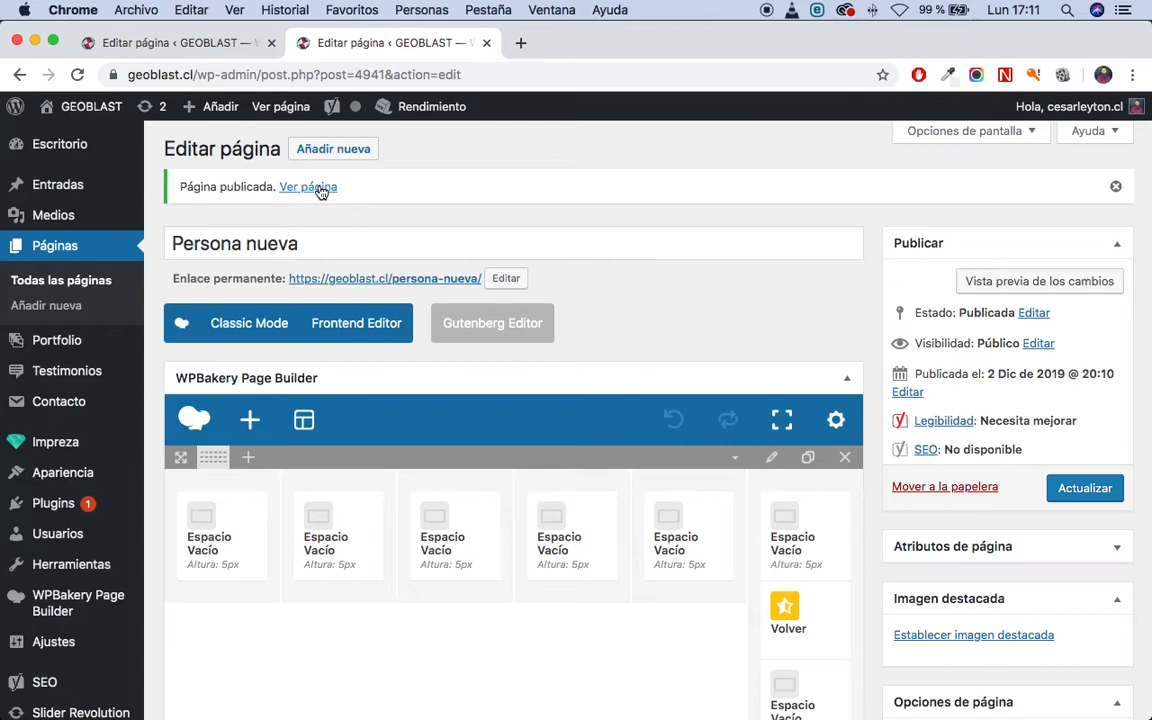 Chrome Archivo Editar Ver Historial Favoritos Personas Pestaña Ventana Ayuda 99 % Lun 17:11
Editar página ‹ GEOBLAST — Editar página ‹ GEOBLAST —
geoblast.cl/wp-admin/post.php?post=4941&action=edit
GEOBLAST 2 Añadir Ver página Rendimiento Hola, cesarleyton.cl
Opciones de pantalla Ayuda
Editar página Añadir nueva
Página publicada. Ver página
Persona nueva
Enlace permanente: https://geoblast.cl/persona-nueva/ Editar
Classic Mode Frontend Editor Gutenberg Editor
WPBakery Page Builder
Espacio Vacío
Altura: 5px
Espacio Vacío
Altura: 5px
Espacio Vacío
Altura: 5px
Espacio Vacío
Altura: 5px
Espacio Vacío
Altura: 5px
Espacio Vacío
Altura: 5px
Volver
Espacio
Vacío
Escritorio
Entradas
Medios
Páginas
Todas las páginas
Añadir nueva
Portfolio
Testimonios
Contacto
Impreza
Apariencia
Plugins 1
Usuarios
Herramientas
WPBakery Page
Builder
Ajustes
SEO
Slider Revolution
Publicar
Vista previa de los cambios
Estado: Publicada Editar
Visibilidad: Público Editar
Publicada el: 2 Dic de 2019 @ 20:10
Editar
Legibilidad: Necesita mejorar
SEO: No disponible
Mover a la papelera Actualizar
Atributos de página
Imagen destacada
Establecer imagen destacada
Opciones de página